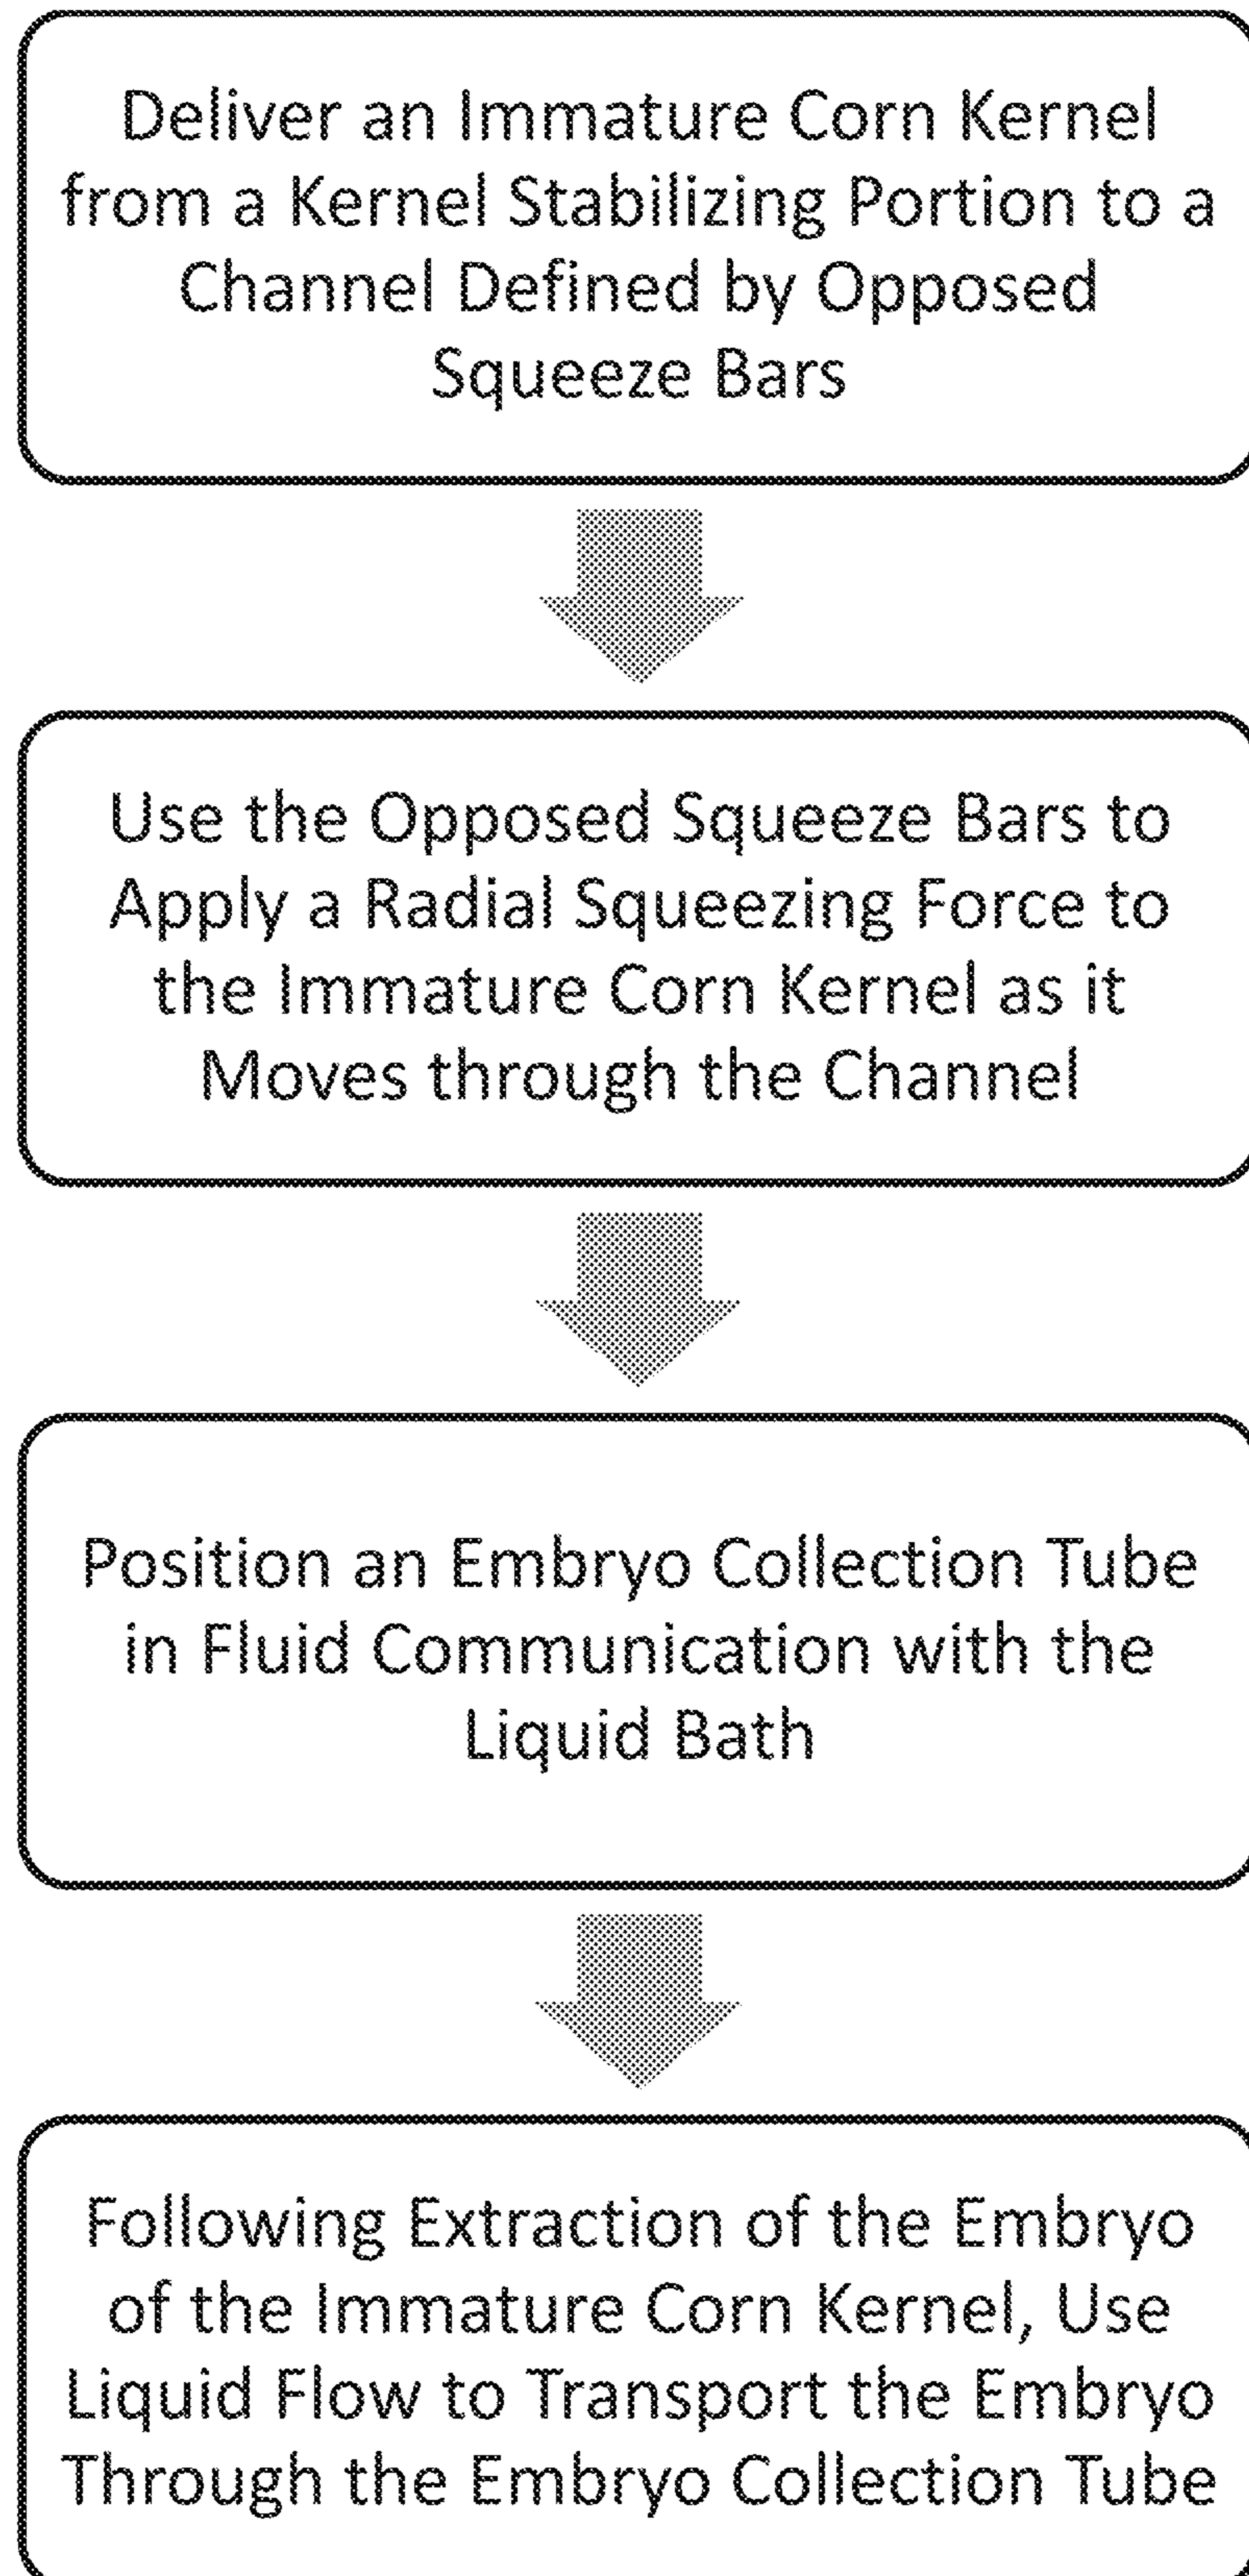 Deliver an Immature Corn Kernel
from a Kernel Stabilizing Portion to a
Channel Defined by Opposed
Squeeze Bars
Use the Opposed Squeeze Bars to
Apply a Radial Squeezing Force to
the Immature Corn Kernel as it
Moves through the Channel
Position an Embryo Collection Tube
in Fluid Communication with the
Liquid Bath
Following Extraction of the Embryo
of the Immature Corn Kernel, Use
Liquid Flow to Transport the Embryo
Through the Embryo Collection Tube